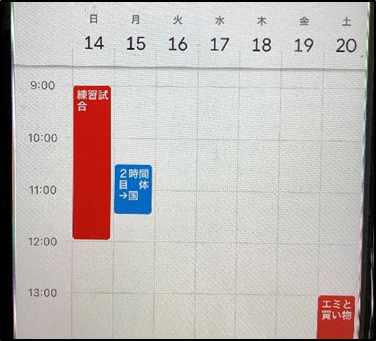 日 月 火 水 木 金 土
14 15 16 17 18 19 20
9:00
練習試
合
10:00
2時間
目 体
→国
11:00
12:00
13:00
エミと
買い物